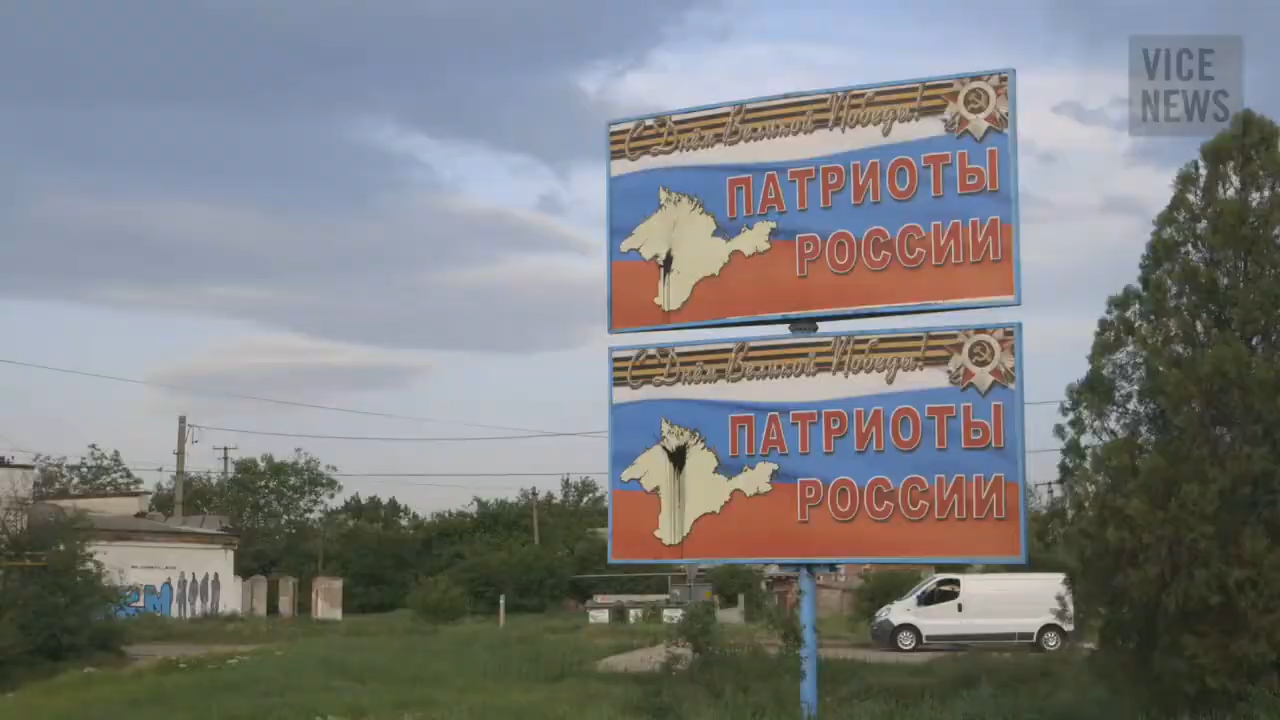 VICE
NEWS
С Днём Великой Победы!
ПАТРИОТЫ
РОССИИ
С Днём Великой Победы!
ПАТРИОТЫ
РОССИИ